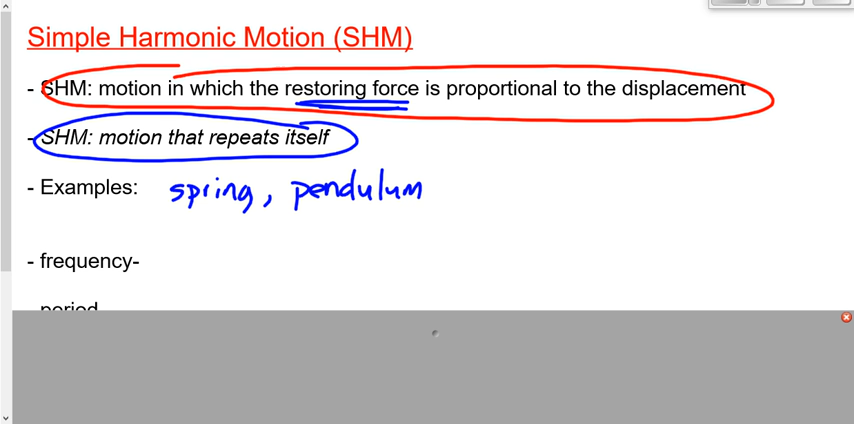 Simple Harmonic Motion (SHM)
- SHM: motion in which the restoring force is proportional to the displacement
- SHM: motion that repeats itself
- Examples: spring, pendulum
- frequency-
period